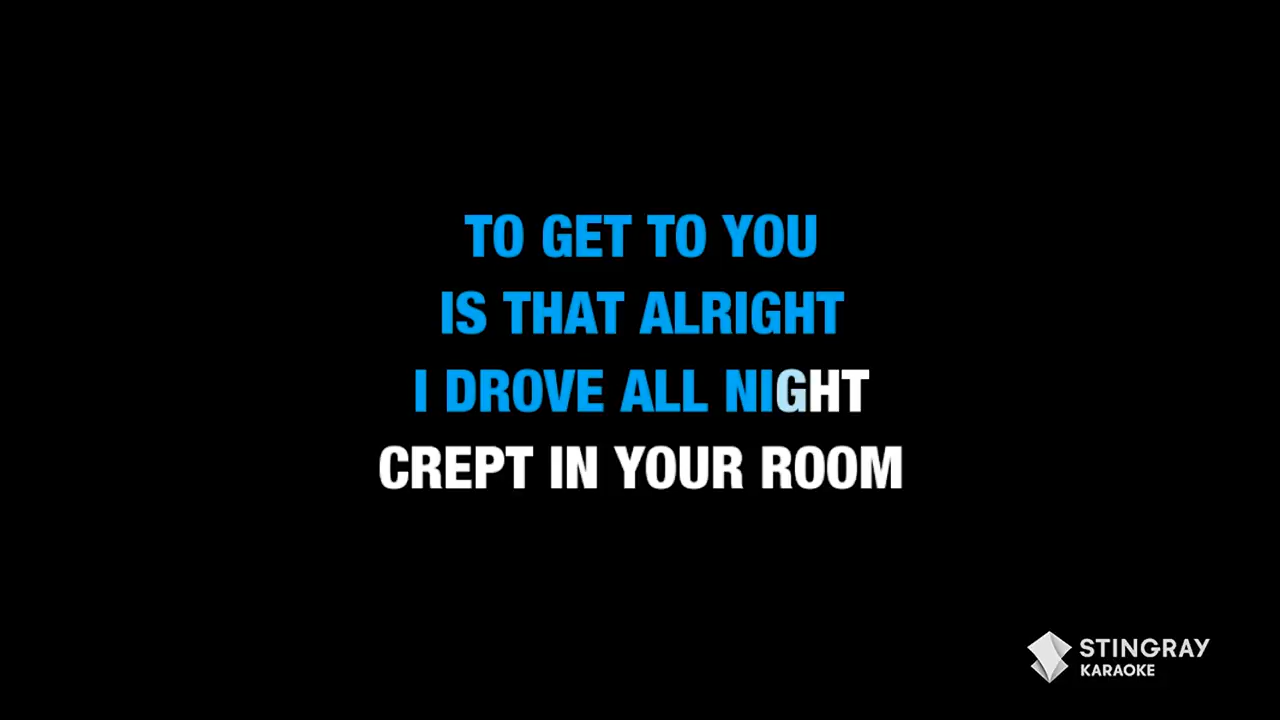 TO GET TO YOU
IS THAT ALRIGHT
I DROVE ALL NIGHT
CREPT IN YOUR ROOM
STINGRAY
KARAOKE